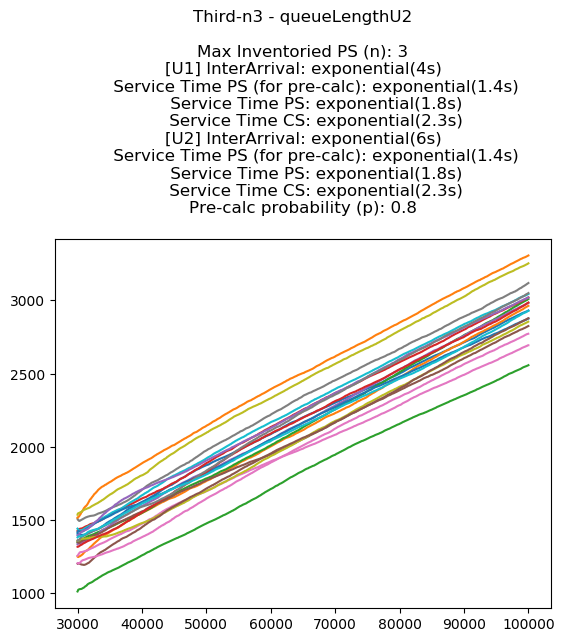 Third-n3 - queueLengthU2
Max Inventoried PS (n): 3
[U1] InterArrival: exponential(4s)
Service Time PS (for pre-calc): exponential(1.4s)
Service Time PS: exponential(1.8s)
Service Time CS: exponential(2.3s)
[U2] InterArrival: exponential(6s)
Service Time PS (for pre-calc): exponential(1.4s)
Service Time PS: exponential(1.8s)
Service Time CS: exponential(2.3s)
Pre-calc probability (p): 0.8
3000
2500
2000
1500
1000
30000 40000 50000 60000 70000 80000 90000 100000